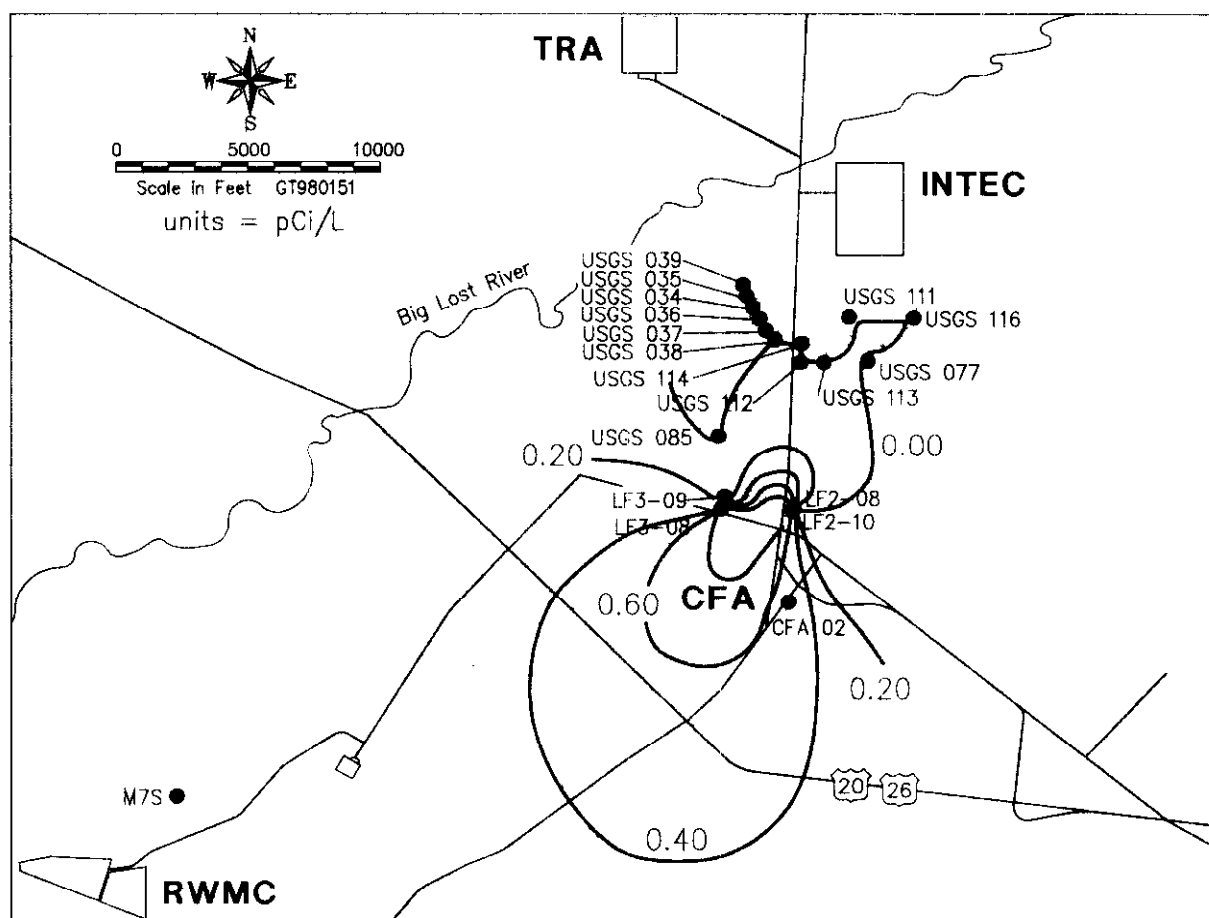 TRA
N
W E
S
0 5000 10000
Scale in Feet GT980151
units = pCi/L
INTEC
Big Lost River
USGS 039
USGS 035
USGS 034
USGS 036
USGS 037
USGS 038
USGS 114
USGS 112
USGS 085
USGS 111
USGS 116
USGS 077
USGS 113
0.00
0.20
LF3-09
LF3-08
LF2-08
LF2-10
0.60
CFA
CFA 02
0.20
20
26
M7S
0.40
RWMC